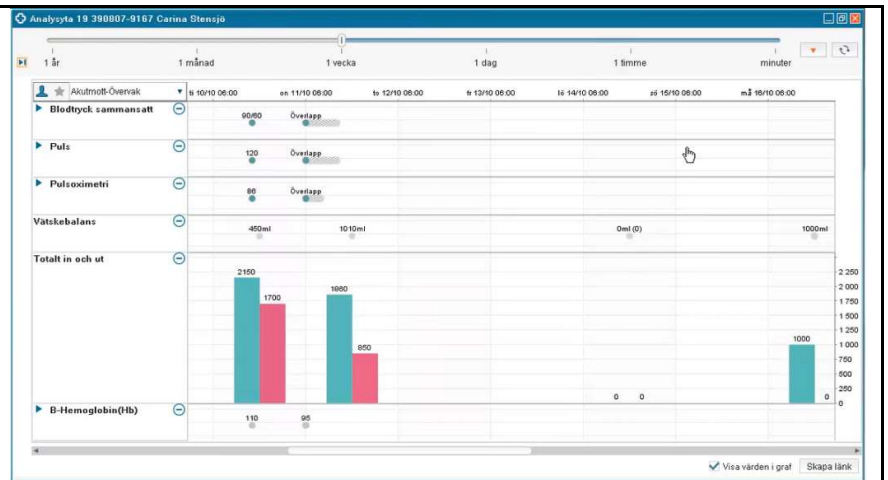 Analysyta 19 390807-9167 Carina Stensjö
1 år 1 månad 1 vecka 1 dag 1 timme minuter
Akutmott-Övervak ti 10/10 06:00 on 11/10 06:00 to 12/10 06:00 fr 13/10 06:00 lö 14/10 06:00 sö 15/10 06:00 må 16/10 06:00
Blodtryck sammansatt 90/60 Överlapp
Puls 120 Överlapp
Pulsoximetri 86 Överlapp
Vätskebalans 450ml 1010ml 0ml (0) 1000ml
Totalt in och ut
2150 1700 1860 850 0 0 1000 0
2 250
2 000
1 750
1 500
1 250
1 000
750
500
250
0
B-Hemoglobin(Hb) 110 95
Visa värden i graf Skapa länk